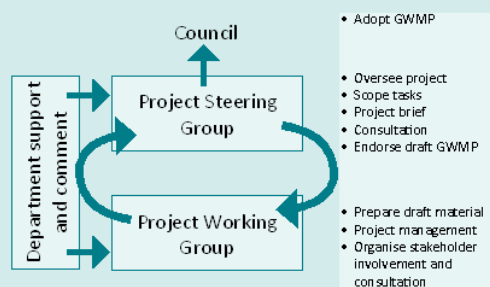 Council
Department support
and comment
Project Steering
Group
Project Working
Group
• Adopt GWMP
• Oversee project
• Scope tasks
• Project brief
• Consultation
• Endorse draft GWMP
• Prepare draft material
• Project management
• Organise stakeholder
involvement and
consultation